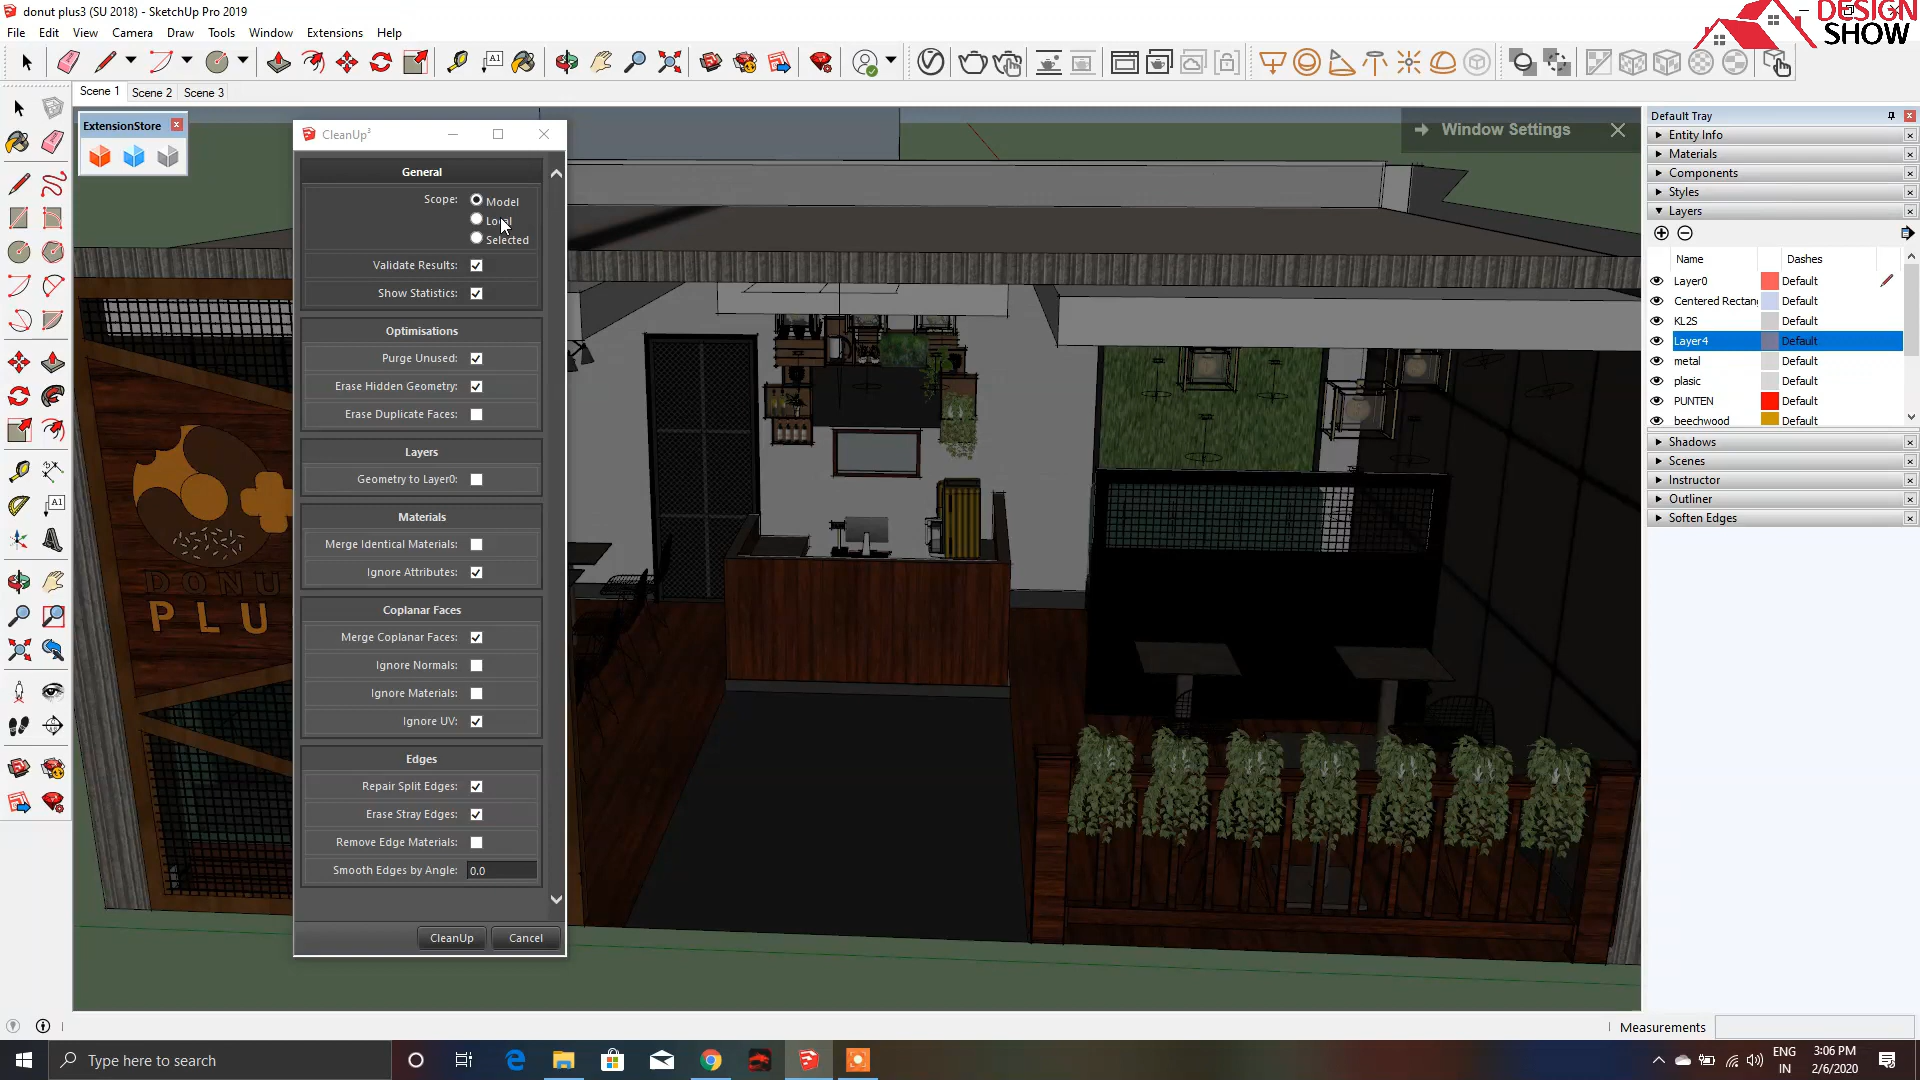 donut plus3 (SU 2018) - SketchUp Pro 2019
DESIGN
SHOW
File Edit View Camera Draw Tools Window Extensions Help
Scene 1 Scene 2 Scene 3
ExtensionStore
CleanUp³
General
Scope: Model
Local
Selected
Validate Results:
Show Statistics:
Optimisations
Purge Unused:
Erase Hidden Geometry:
Erase Duplicate Faces:
Layers
Geometry to Layer0:
Materials
Merge Identical Materials:
Ignore Attributes:
Coplanar Faces
Merge Coplanar Faces:
Ignore Normals:
Ignore Materials:
Ignore UV:
Edges
Repair Split Edges:
Erase Stray Edges:
Remove Edge Materials:
Smooth Edges by Angle: 0.0
CleanUp Cancel
DONU
PLU
Window Settings
Default Tray
Entity Info
Materials
Components
Styles
Layers
Name Dashes
Layer0 Default
Centered Rectang Default
KL2S Default
Layer4 Default
metal Default
plasic Default
PUNTEN Default
beechwood Default
Shadows
Scenes
Instructor
Outliner
Soften Edges
Measurements
Type here to search
ENG
IN
3:06 PM
2/6/2020